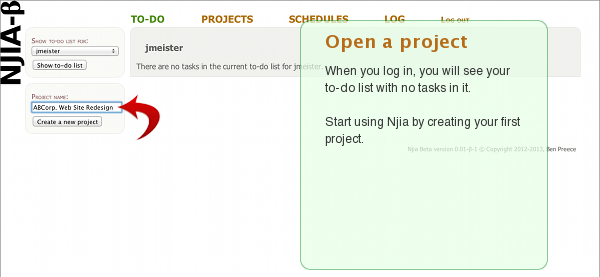 NJIA-β
TO-DO PROJECTS SCHEDULES LOG LOG OUT
SHOW TO-DO LIST FOR:
jmeister
Show to-do list
jmeister
There are no tasks in the current to-do list for jmeister.
PROJECT NAME:
ABCorp. Web Site Redesign
Create a new project
Open a project
When you log in, you will see your
to-do list with no tasks in it.
Start using Njia by creating your first
project.
Njia Beta version 0.01-β-1 © Copyright 2012-2013, Ben Preece